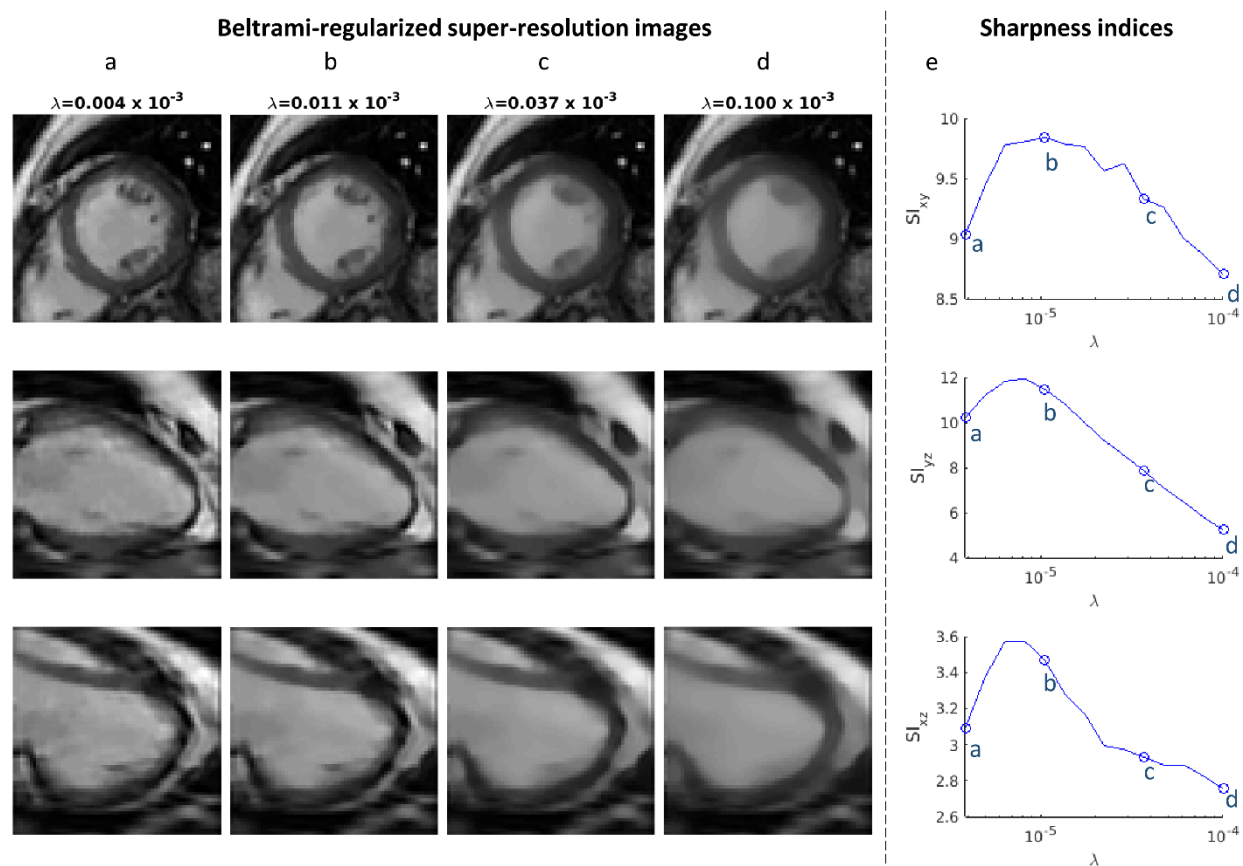 Beltrami-regularized super-resolution images
Sharpness indices
a b c d e
λ=0.004 x 10⁻³ λ=0.011 x 10⁻³ λ=0.037 x 10⁻³ λ=0.100 x 10⁻³
10
9.5
9
8.5
SI_xy
a
b
c
d
10⁻⁵ 10⁻⁴
λ
12
10
8
6
4
SI_yz
a
b
c
d
10⁻⁵ 10⁻⁴
λ
3.6
3.4
3.2
3
2.8
2.6
SI_xz
a
b
c
d
10⁻⁵ 10⁻⁴
λ